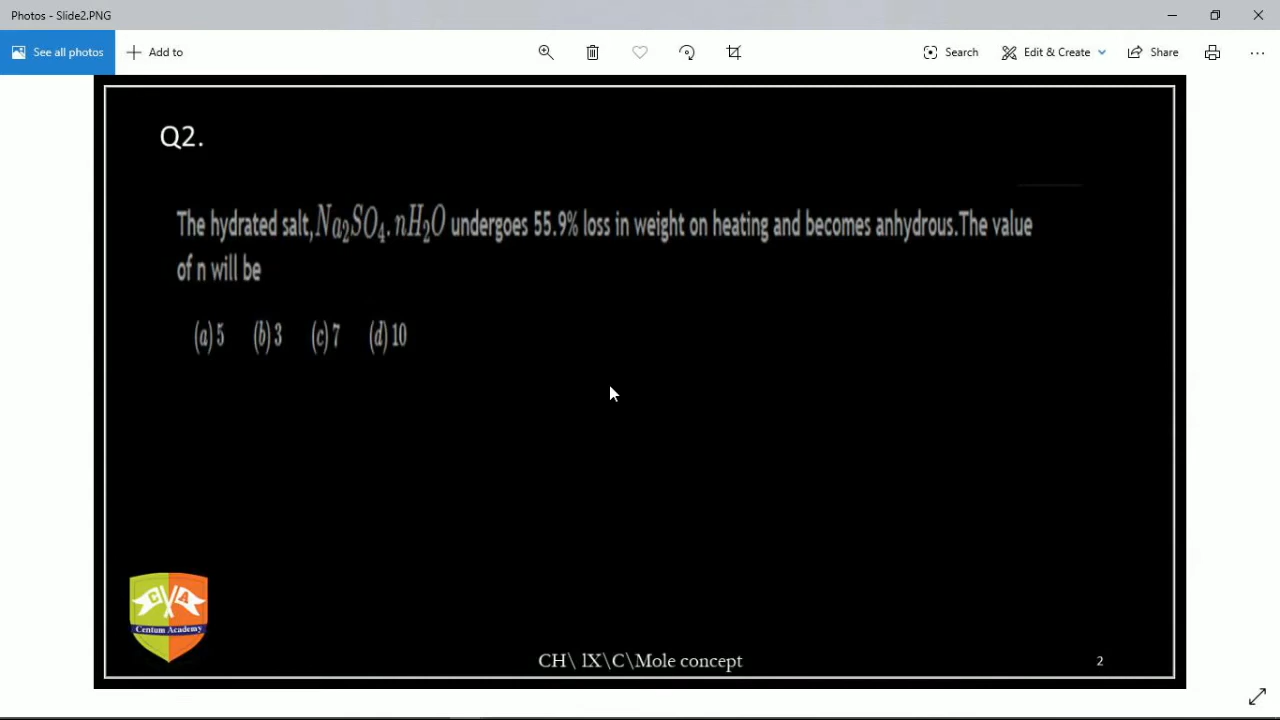 Photos - Slide2.PNG
See all photos
Add to
Search
Edit & Create
Share
Q2.
The hydrated salt, Na₂SO₄.nH₂O undergoes 55.9% loss in weight on heating and becomes anhydrous.The value
of n will be
(a) 5 (b) 3 (c) 7 (d) 10
C A
Centum Academy
CH\ lX\C\Mole concept
2